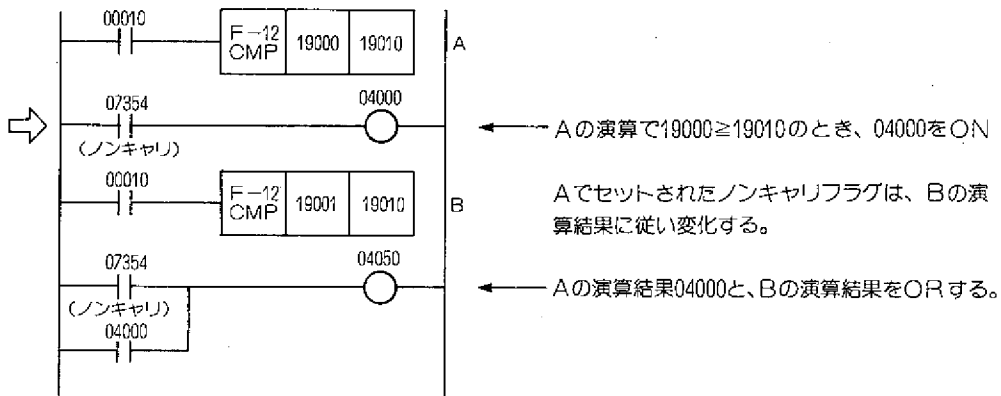 00010
F-12
CMP
19000
19010
A
07354
(ノンキャリ)
04000
Aの演算で19000≧19010のとき、04000をON
00010
F-12
CMP
19001
19010
B
Aでセットされたノンキャリフラグは、Bの演
算結果に従い変化する。
07354
(ノンキャリ)
04050
Aの演算結果04000と、Bの演算結果をORする。
04000